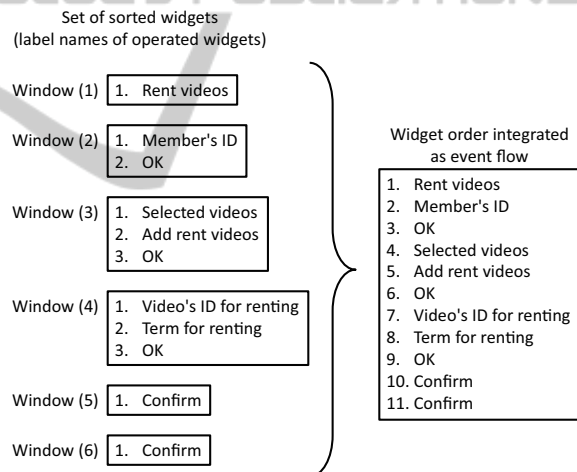 Set of sorted widgets
(label names of operated widgets)
Window (1)
1. Rent videos
Window (2)
1. Member's ID
2. OK
Window (3)
1. Selected videos
2. Add rent videos
3. OK
Window (4)
1. Video's ID for renting
2. Term for renting
3. OK
Window (5)
1. Confirm
Window (6)
1. Confirm
Widget order integrated
as event flow
1. Rent videos
2. Member's ID
3. OK
4. Selected videos
5. Add rent videos
6. OK
7. Video's ID for renting
8. Term for renting
9. OK
10. Confirm
11. Confirm